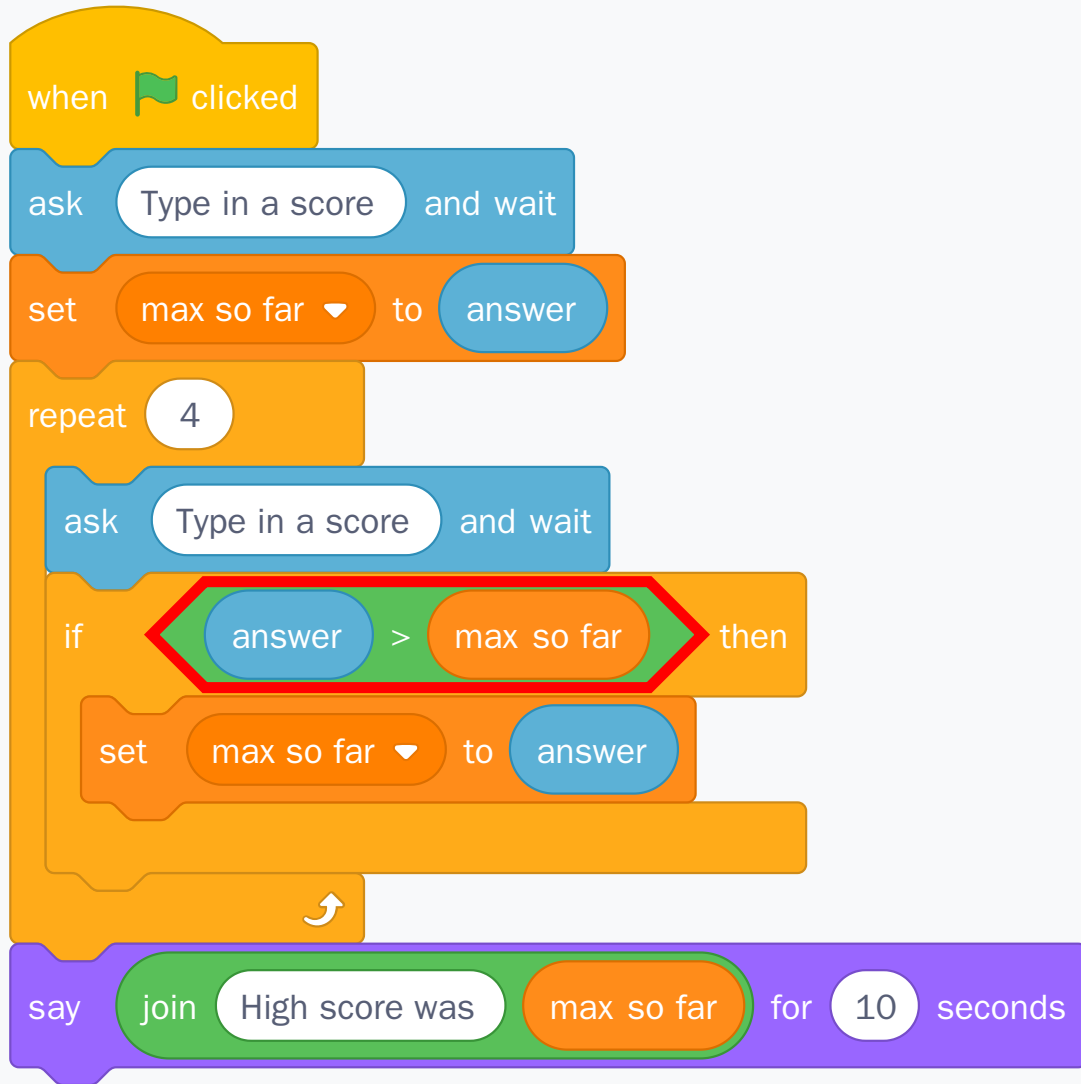 when clicked
ask Type in a score and wait
set max so far to answer
repeat 4
ask Type in a score and wait
if answer > max so far then
set max so far to answer
say join High score was max so far for 10 seconds